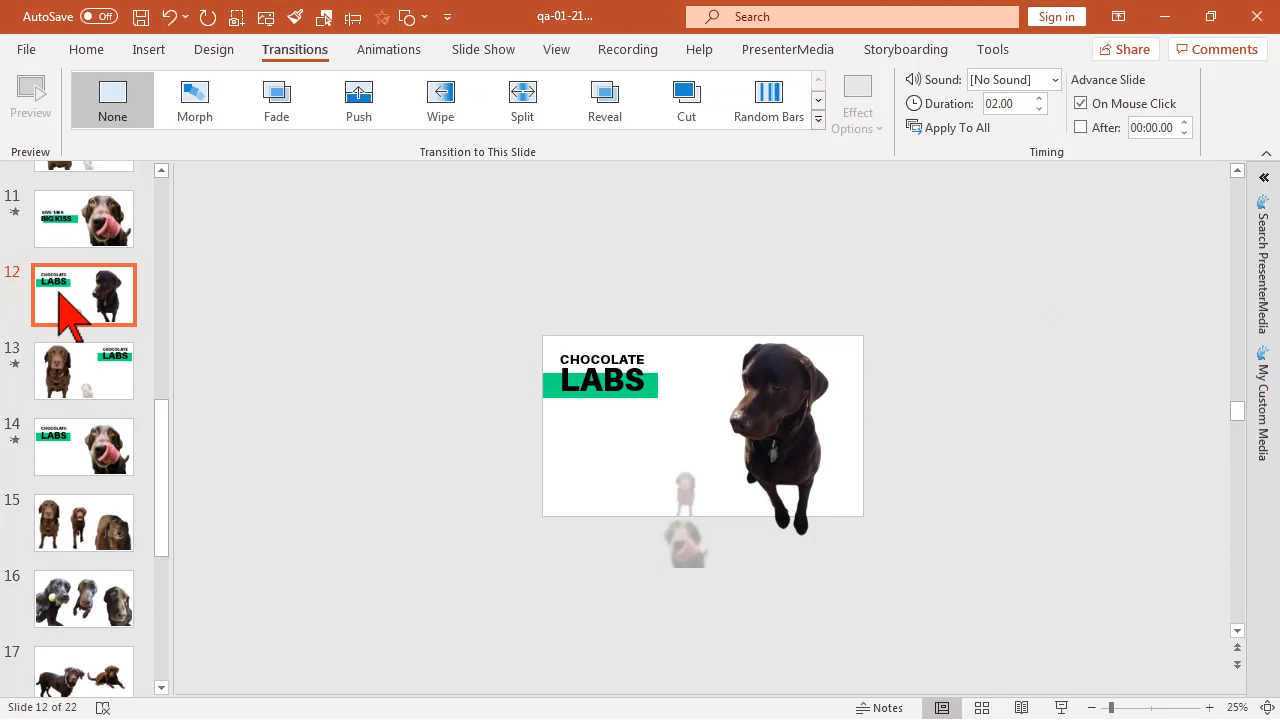 AutoSave Off qa-01-21... Search Sign in
File Home Insert Design Transitions Animations Slide Show View Recording Help PresenterMedia Storyboarding Tools Share Comments
Preview None Morph Fade Push Wipe Split Reveal Cut Random Bars Effect Options
Sound: [No Sound] Advance Slide
Duration: 02.00 On Mouse Click
Apply To All After: 00:00.00
Preview Transition to This Slide Timing
11
GIVE 'EM A
BIG KISS
12
CHOCOLATE
LABS
13
CHOCOLATE
LABS
14
CHOCOLATE
LABS
15
16
17
CHOCOLATE
LABS
Search PresenterMedia
My Custom Media
Slide 12 of 22 Notes 25%